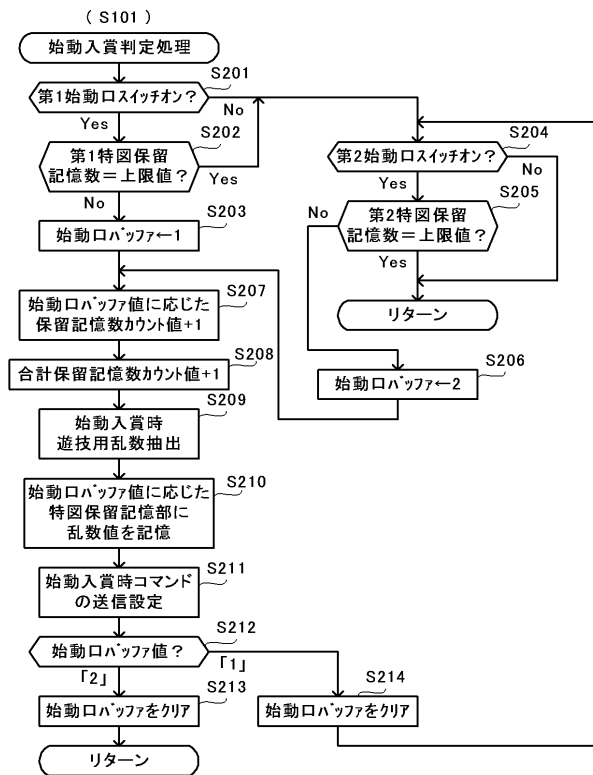 ( S101 )
始動入賞判定処理
S201
第1始動口スイッチオン?
No
Yes
S202
第1特図保留
記憶数=上限値?
Yes
No
S203
始動口バッファ←1
S204
第2始動口スイッチオン?
No
Yes
S205
第2特図保留
記憶数=上限値?
No
Yes
リターン
S206
始動口バッファ←2
S207
始動口バッファ値に応じた
保留記憶数カウント値+1
S208
合計保留記憶数カウント値+1
S209
始動入賞時
遊技用乱数抽出
S210
始動口バッファ値に応じた
特図保留記憶部に
乱数値を記憶
S211
始動入賞時コマンド
の送信設定
S212
始動口バッファ値?
「1」
「2」
S213
始動口バッファをクリア
リターン
S214
始動口バッファをクリア